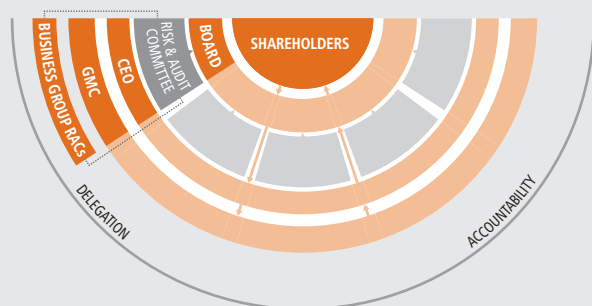 BUSINESS GROUP RACs
GMC
CEO
RISK & AUDIT
COMMITTEE
BOARD
SHAREHOLDERS
DELEGATION
ACCOUNTABILITY